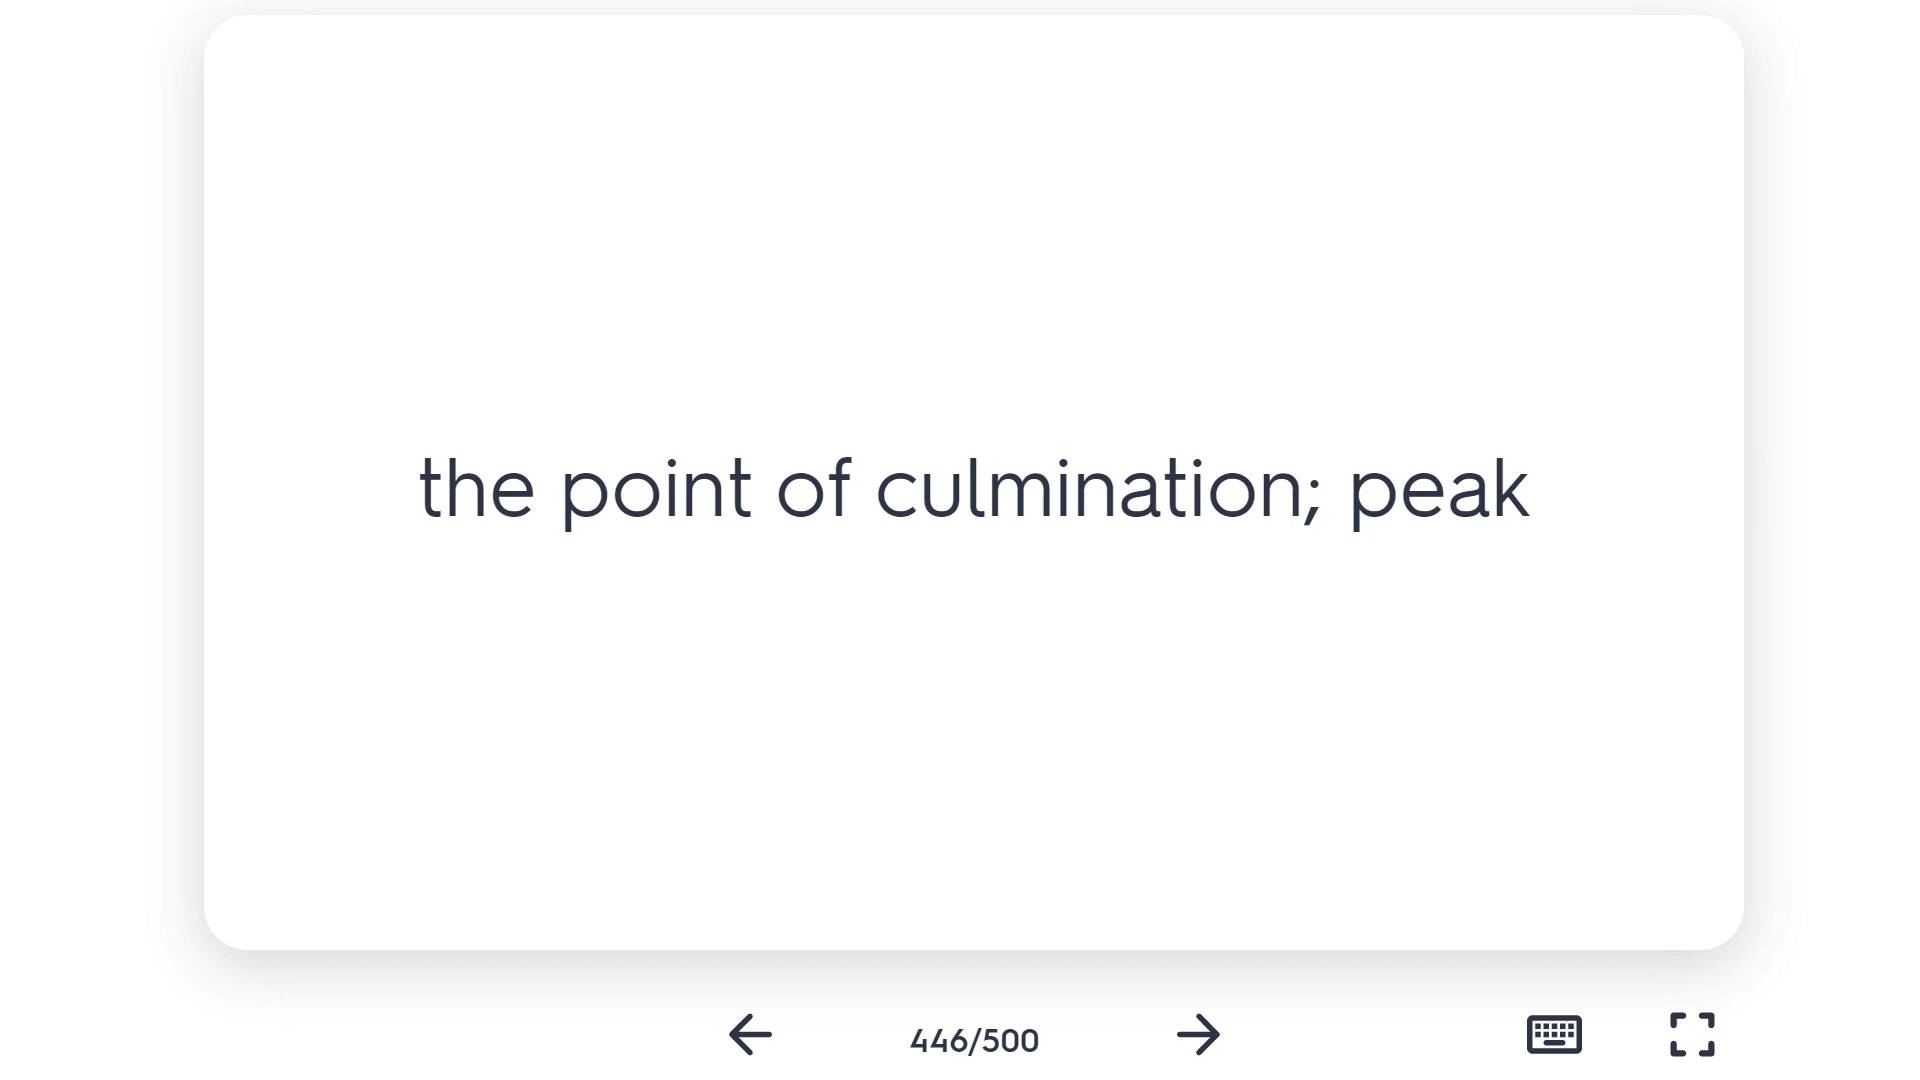 the point of culmination; peak
446/500